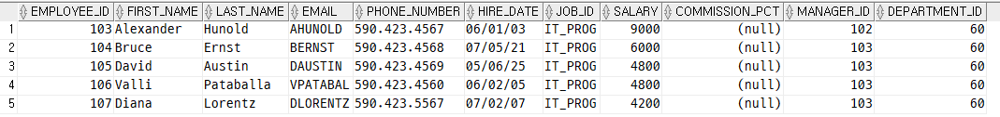 EMPLOYEE_ID FIRST_NAME LAST_NAME EMAIL PHONE_NUMBER HIRE_DATE JOB_ID SALARY COMMISSION_PCT MANAGER_ID DEPARTMENT_ID
1 103 Alexander Hunold AHUNOLD 590.423.4567 06/01/03 IT_PROG 9000 (null) 102 60
2 104 Bruce Ernst BERNST 590.423.4568 07/05/21 IT_PROG 6000 (null) 103 60
3 105 David Austin DAUSTIN 590.423.4569 05/06/25 IT_PROG 4800 (null) 103 60
4 106 Valli Pataballa VPATABAL 590.423.4560 06/02/05 IT_PROG 4800 (null) 103 60
5 107 Diana Lorentz DLORENTZ 590.423.5567 07/02/07 IT_PROG 4200 (null) 103 60